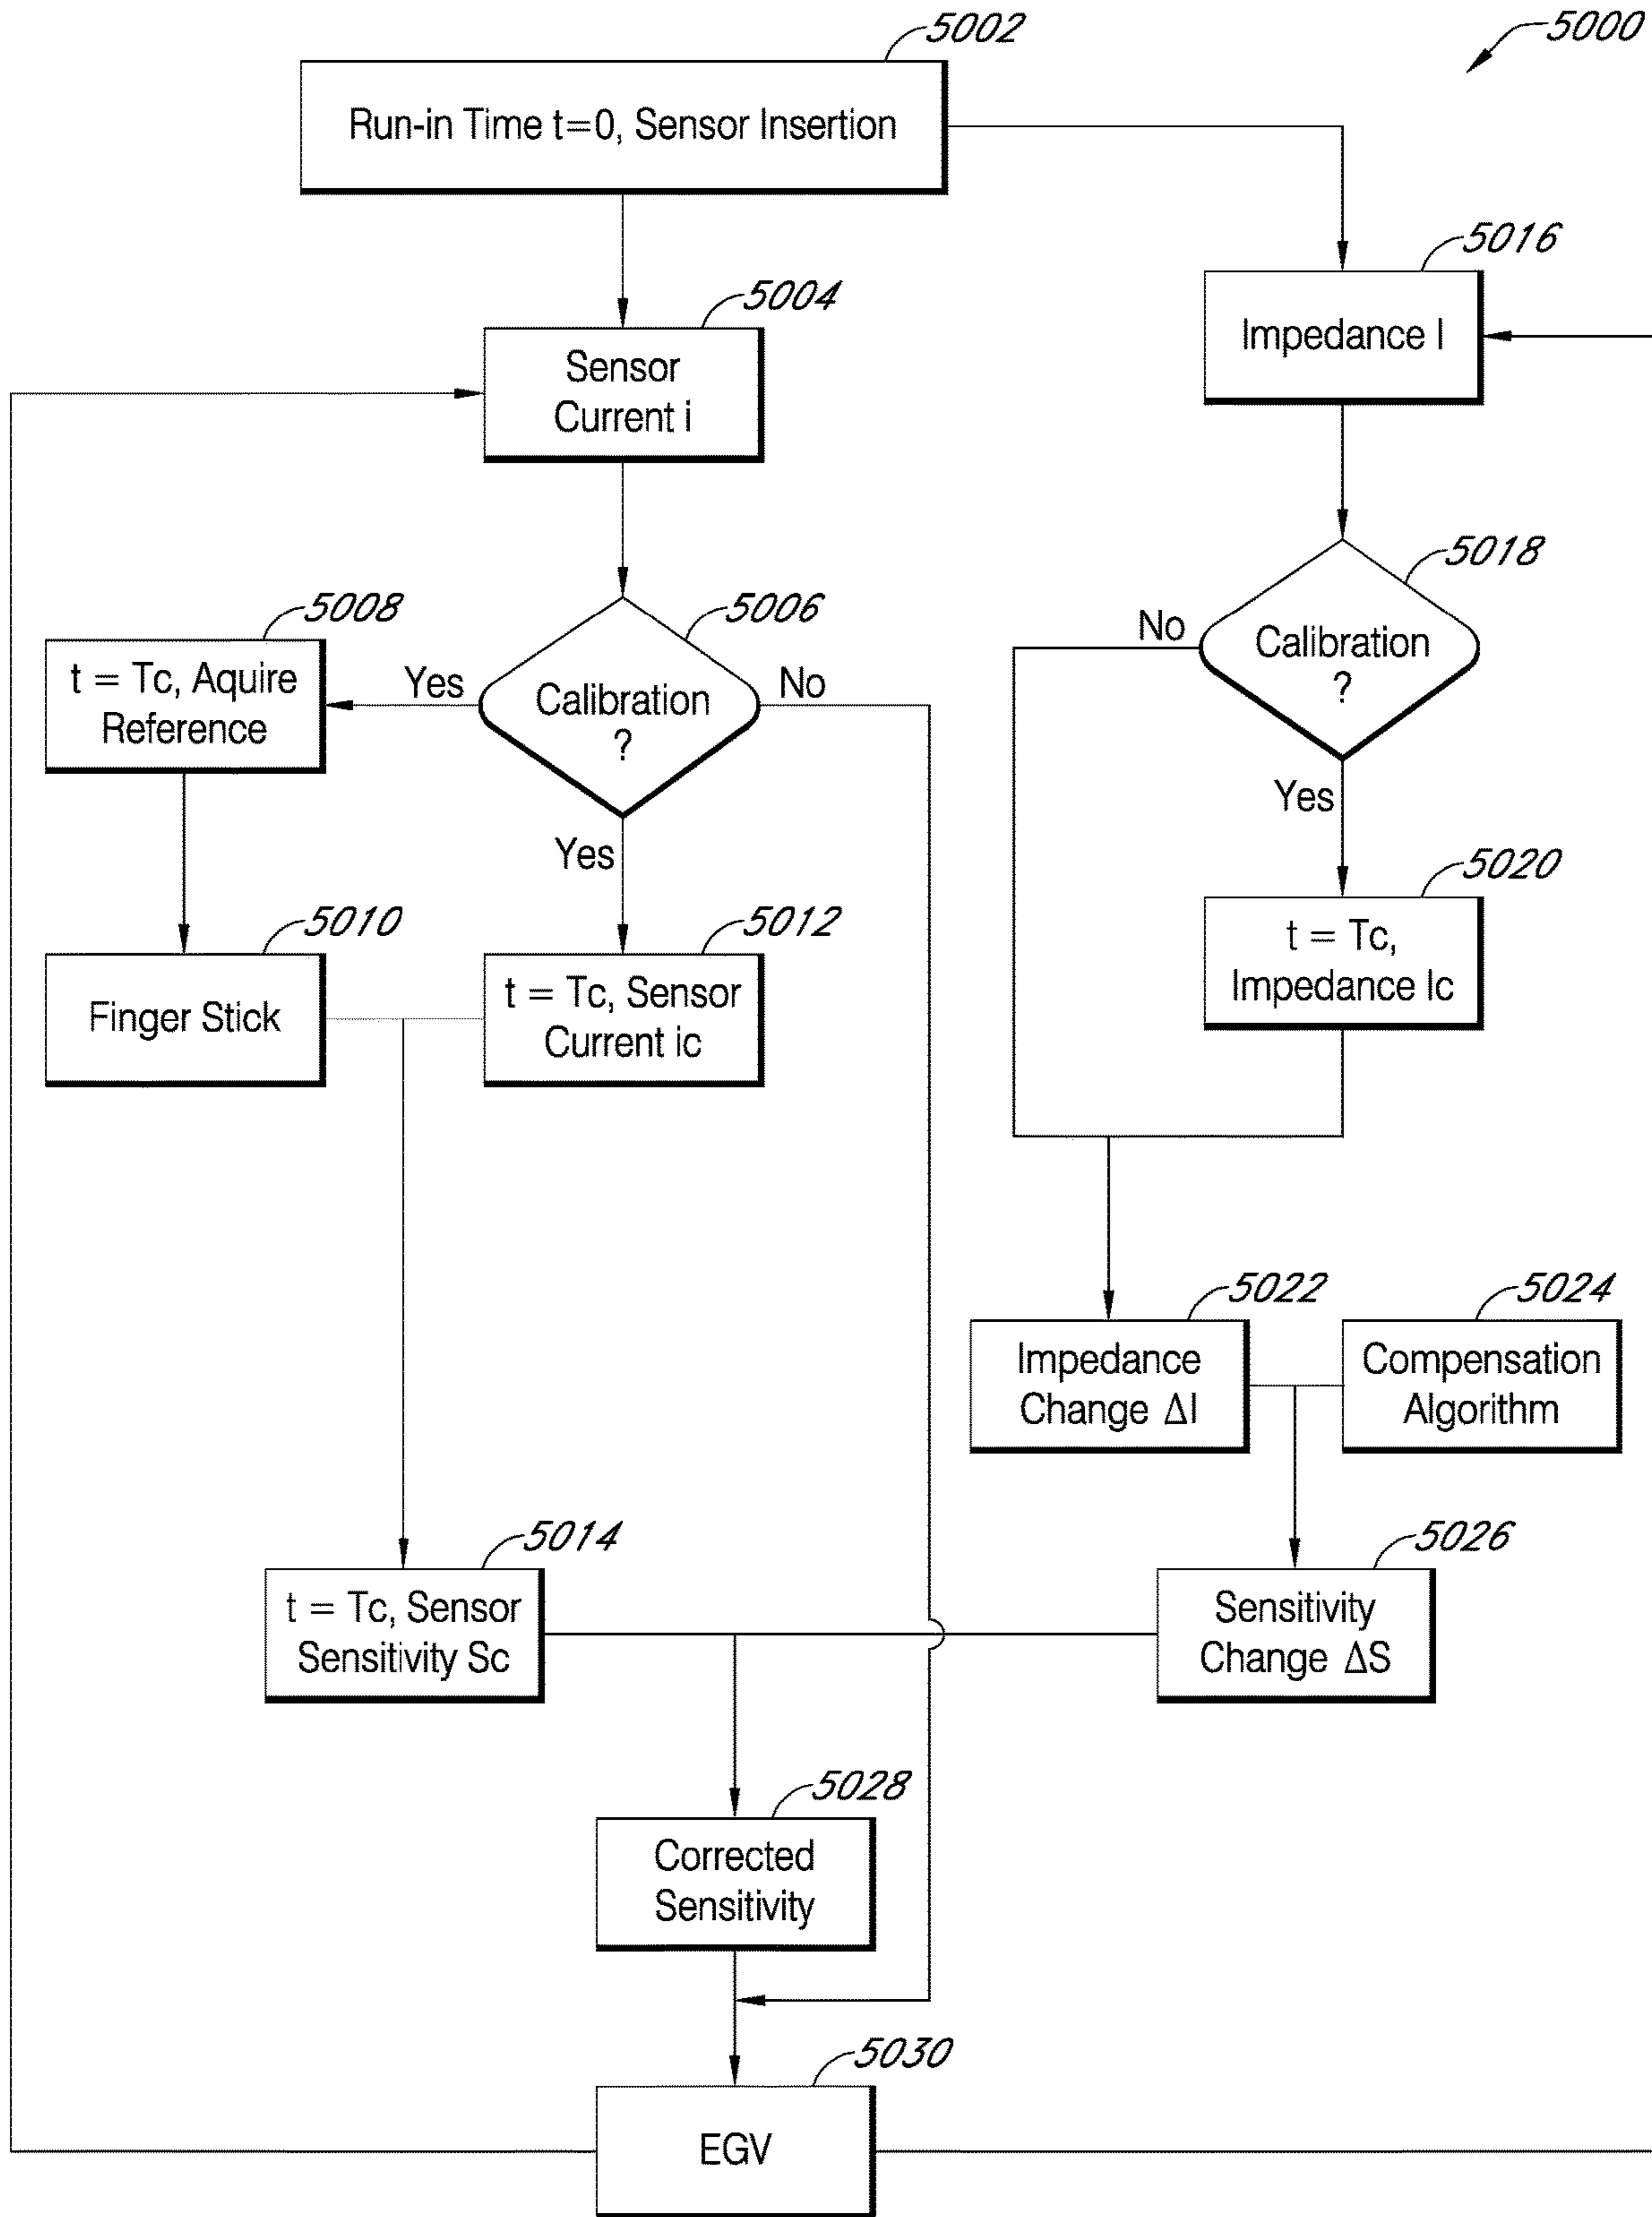 5002
5000
Run-in Time t=0, Sensor Insertion
5016
Impedance I
5004
Sensor
Current i
5018
Calibration
?
No
Yes
5006
Calibration
?
Yes
No
Yes
5008
t = Tc, Aquire
Reference
5010
Finger Stick
5012
t = Tc, Sensor
Current ic
5020
t = Tc,
Impedance Ic
5022
Impedance
Change ΔI
5024
Compensation
Algorithm
5014
t = Tc, Sensor
Sensitivity Sc
5026
Sensitivity
Change ΔS
5028
Corrected
Sensitivity
5030
EGV